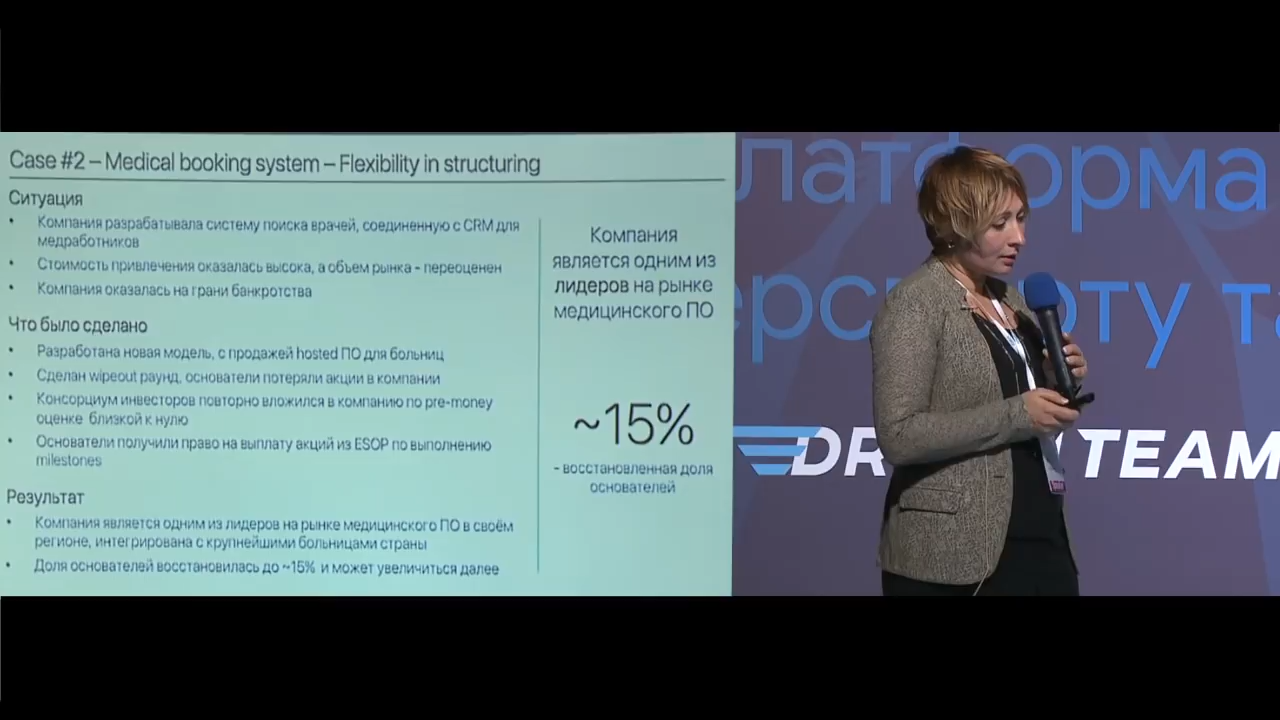 Case #2 – Medical booking system – Flexibility in structuring
Ситуация
• Компания разрабатывала систему поиска врачей, соединенную с CRM для
медработников
• Стоимость привлечения оказалась высока, а объем рынка - переоценен
• Компания оказалась на грани банкротства
Что было сделано
• Разработана новая модель, с продажей hosted ПО для больниц
• Сделан wipeout раунд, основатели потеряли акции в компании
• Консорциум инвесторов повторно вложился в компанию по pre-money
оценке близкой к нулю
• Основатели получили право на выплату акций из ESOP по выполнению
milestones
Результат
• Компания является одним из лидеров на рынке медицинского ПО в своём
регионе, интегрирована с крупнейшими больницами страны
• Доля основателей восстановилась до ~15% и может увеличиться далее
Компания
является одним из
лидеров на рынке
медицинского ПО
~15%
- восстановленная доля
основателей
латформа
TEAM